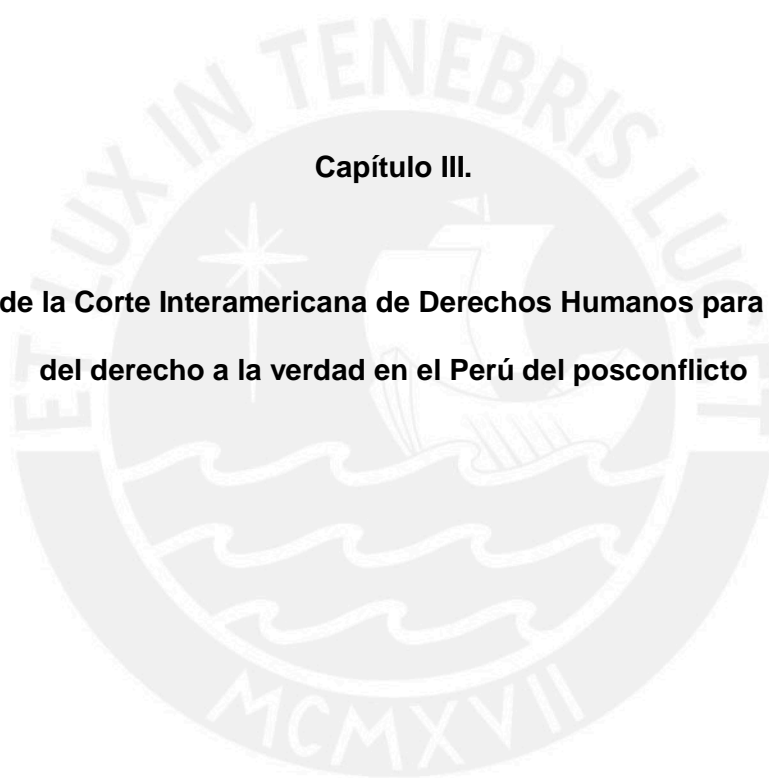 Capítulo III.
de la Corte Interamericana de Derechos Humanos para
del derecho a la verdad en el Perú del posconflicto
ET LUX IN TENEBRIS LUCET
MCMXVII